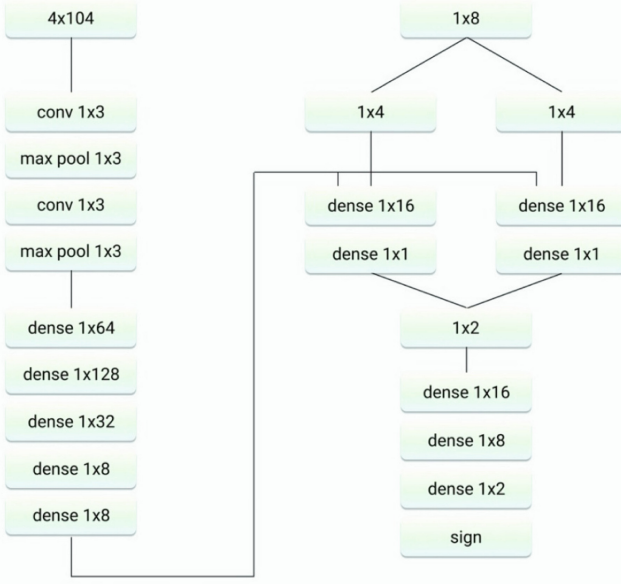 4x104
conv 1x3
max pool 1x3
conv 1x3
max pool 1x3
dense 1x64
dense 1x128
dense 1x32
dense 1x8
dense 1x8
1x8
1x4
1x4
dense 1x16
dense 1x16
dense 1x1
dense 1x1
1x2
dense 1x16
dense 1x8
dense 1x2
sign